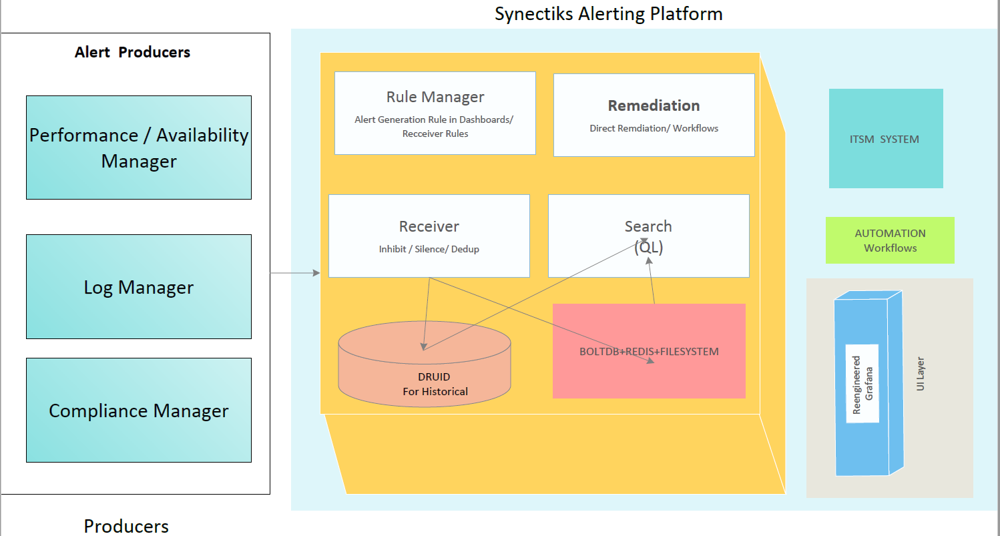 Synectiks Alerting Platform
Alert Producers
Performance / Availability
Manager
Log Manager
Compliance Manager
Producers
Rule Manager
Alert Generation Rule in Dashboards/
Recceiver Rules
Remediation
Direct Remdiation/ Workflows
Receiver
Inhibit / Silence/ Dedup
Search
(QL)
DRUID
For Historical
BOLTDB+REDIS+FILESYSTEM
ITSM SYSTEM
AUTOMATION
Workflows
Reengineered
Grafana
UI Layer